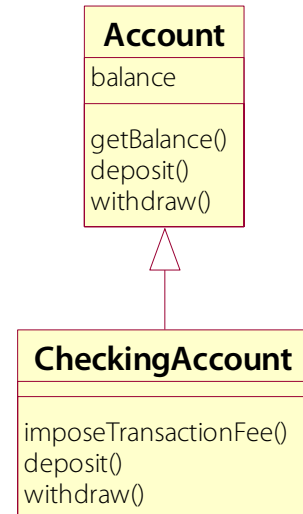 Account
balance
getBalance()
deposit()
withdraw()
CheckingAccount
imposeTransactionFee()
deposit()
withdraw()